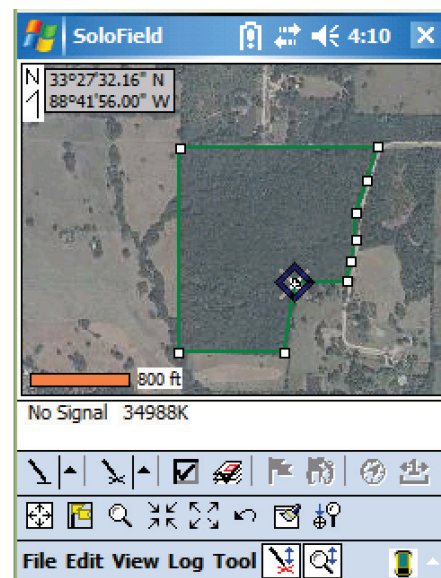 SoloField 4:10
N 33°27'32.16" N
88°41'56.00" W
800 ft
No Signal 34988K
File Edit View Log Tool